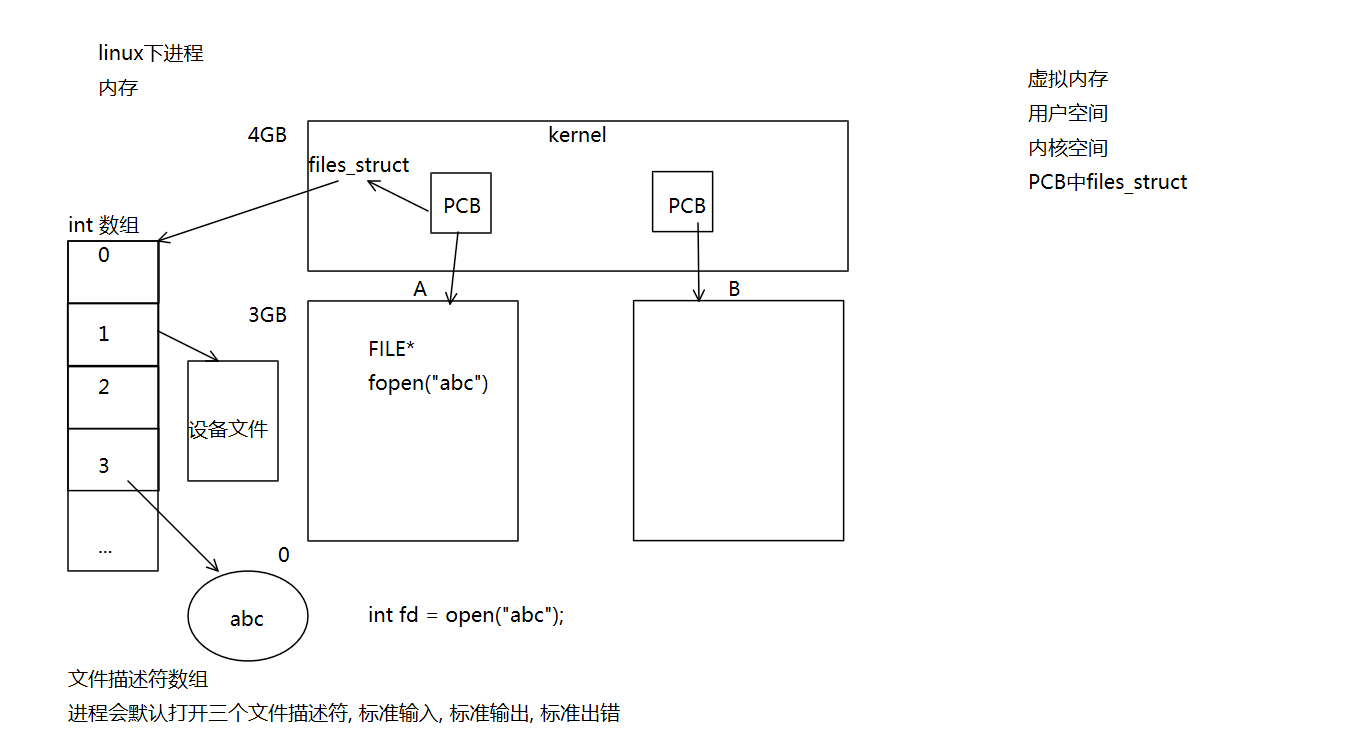 linux下进程
内存
虚拟内存
用户空间
内核空间
PCB中files_struct
4GB
kernel
files_struct
PCB
PCB
int 数组
0
1
2
3
...
A
B
3GB
FILE*
fopen("abc")
设备文件
0
abc
int fd = open("abc");
文件描述符数组
进程会默认打开三个文件描述符, 标准输入, 标准输出, 标准出错